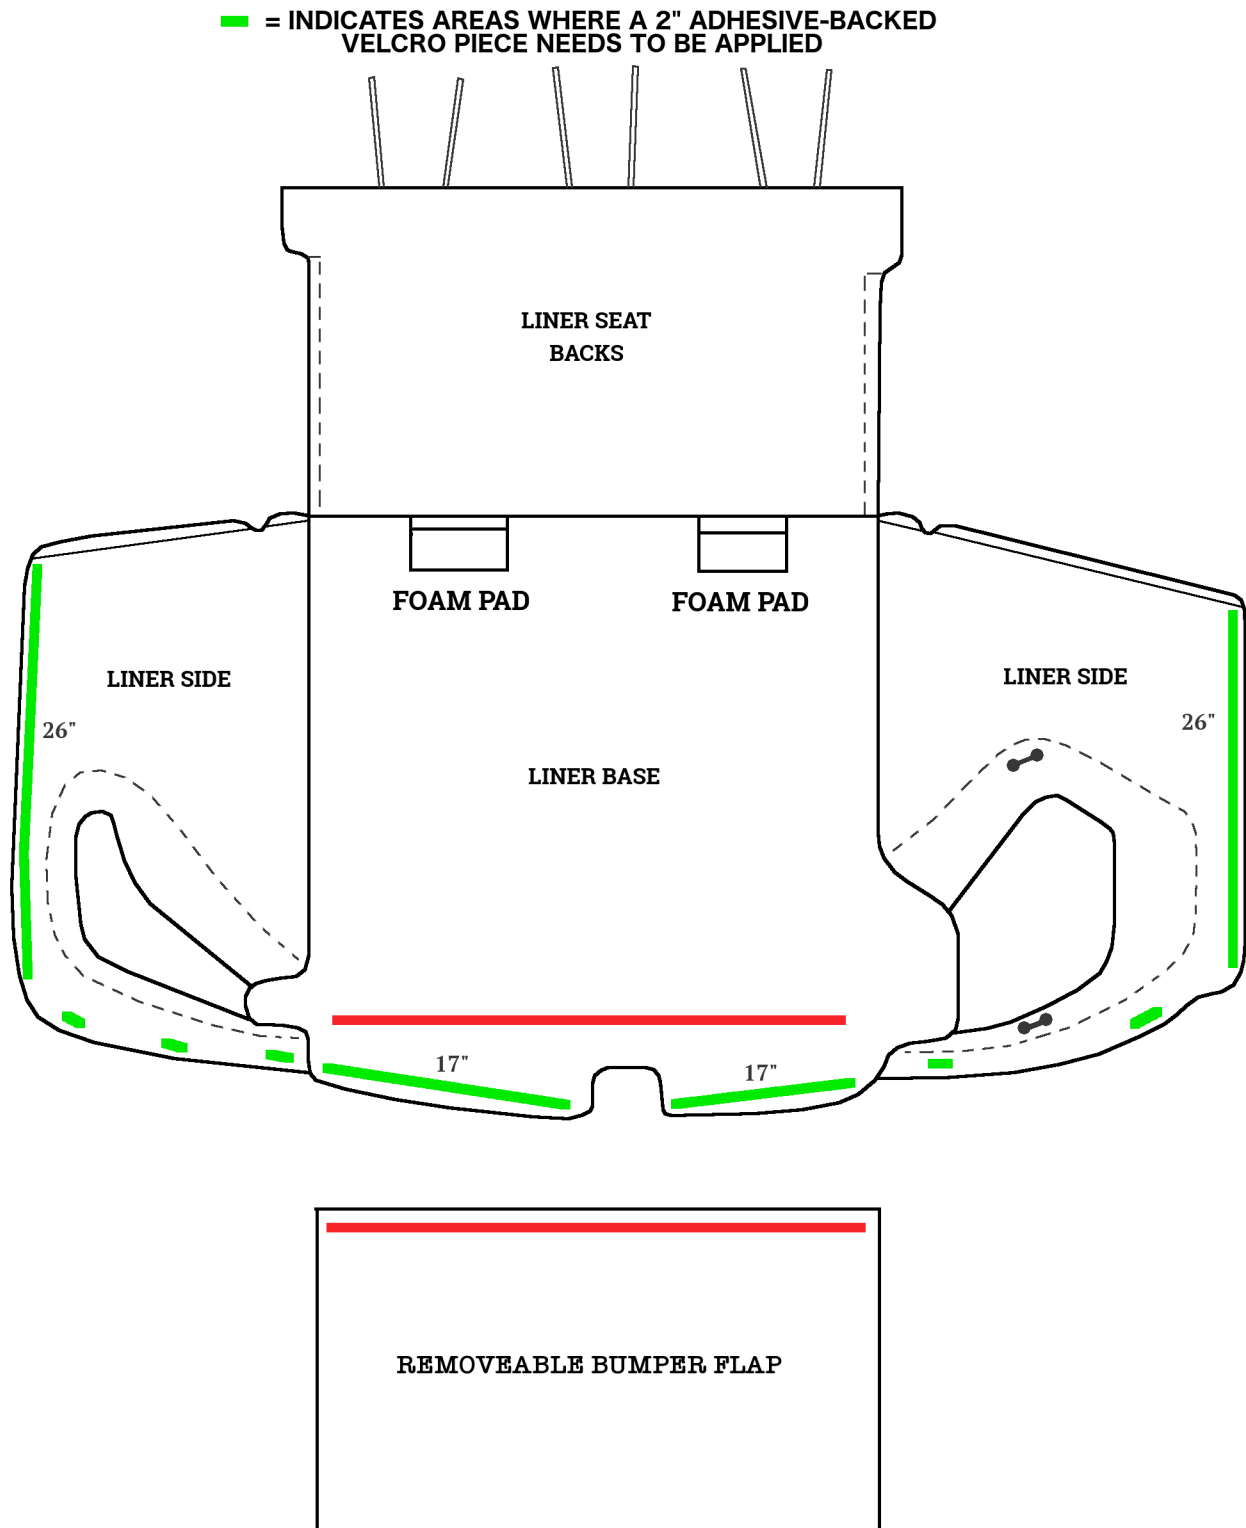 = INDICATES AREAS WHERE A 2" ADHESIVE-BACKED
VELCRO PIECE NEEDS TO BE APPLIED
LINER SEAT
BACKS
FOAM PAD
FOAM PAD
LINER SIDE
LINER SIDE
26"
26"
LINER BASE
17"
17"
REMOVEABLE BUMPER FLAP